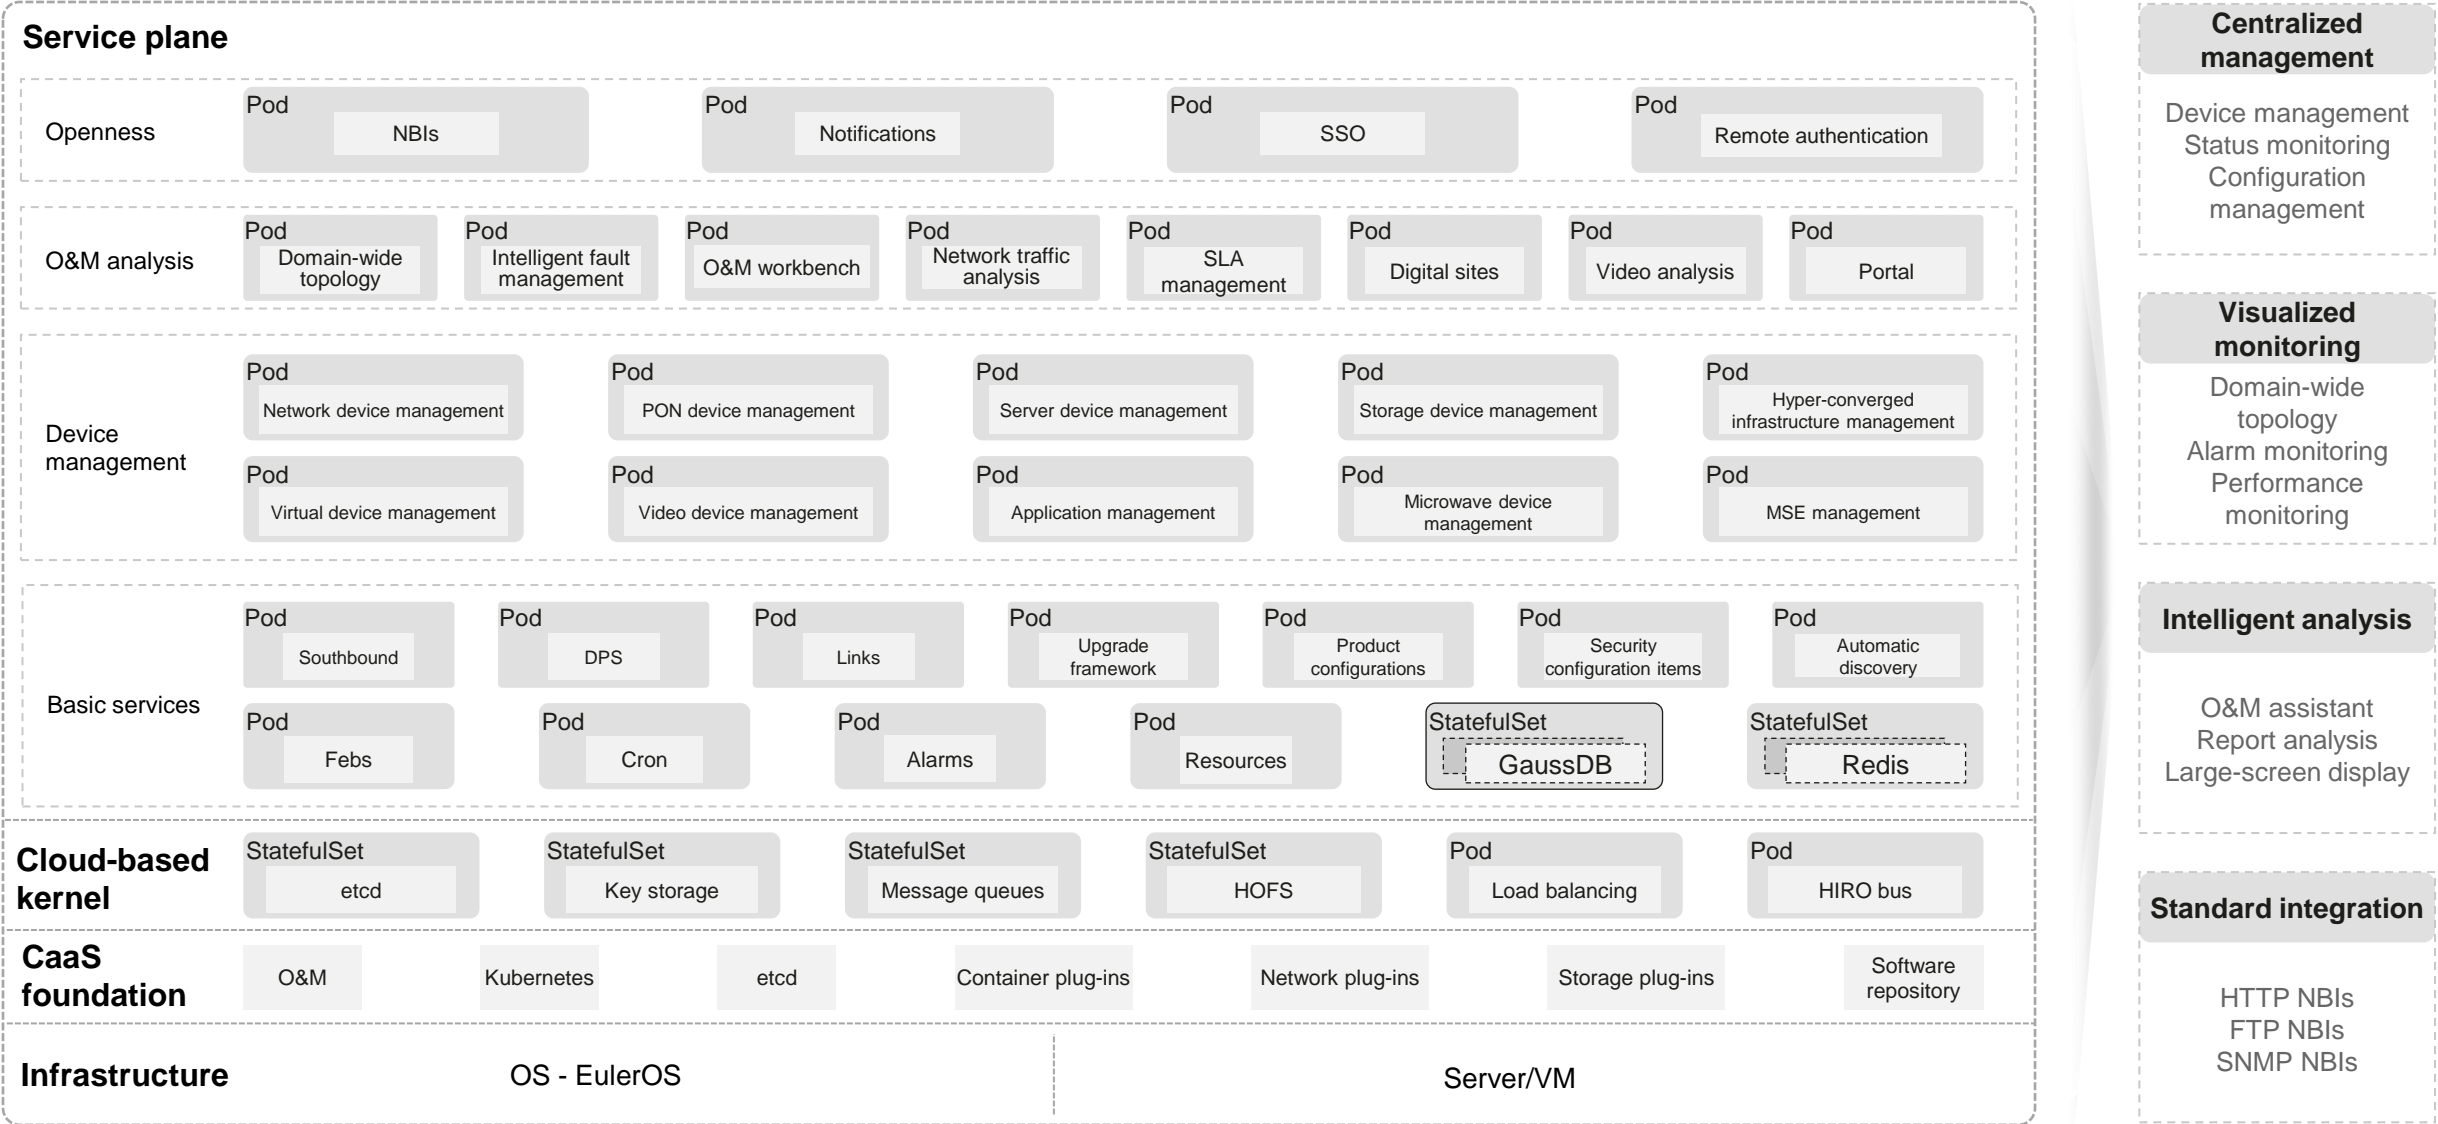 Service plane
Openness
Pod
NBIs
Pod
Notifications
Pod
SSO
Pod
Remote authentication
O&M analysis
Pod
Domain-wide
topology
Pod
Intelligent fault
management
Pod
O&M workbench
Pod
Network traffic
analysis
Pod
SLA
management
Pod
Digital sites
Pod
Video analysis
Pod
Portal
Device
management
Pod
Network device management
Pod
PON device management
Pod
Server device management
Pod
Storage device management
Pod
Hyper-converged
infrastructure management
Pod
Virtual device management
Pod
Video device management
Pod
Application management
Pod
Microwave device
management
Pod
MSE management
Basic services
Pod
Southbound
Pod
DPS
Pod
Links
Pod
Upgrade
framework
Pod
Product
configurations
Pod
Security
configuration items
Pod
Automatic
discovery
Pod
Febs
Pod
Cron
Pod
Alarms
Pod
Resources
StatefulSet
GaussDB
StatefulSet
Redis
Cloud-based
kernel
StatefulSet
etcd
StatefulSet
Key storage
StatefulSet
Message queues
StatefulSet
HOFS
Pod
Load balancing
Pod
HIRO bus
CaaS
foundation
O&M
Kubernetes
etcd
Container plug-ins
Network plug-ins
Storage plug-ins
Software
repository
Infrastructure
OS - EulerOS
Server/VM
Centralized
management
Device management
Status monitoring
Configuration
management
Visualized
monitoring
Domain-wide
topology
Alarm monitoring
Performance
monitoring
Intelligent analysis
O&M assistant
Report analysis
Large-screen display
Standard integration
HTTP NBIs
FTP NBIs
SNMP NBIs